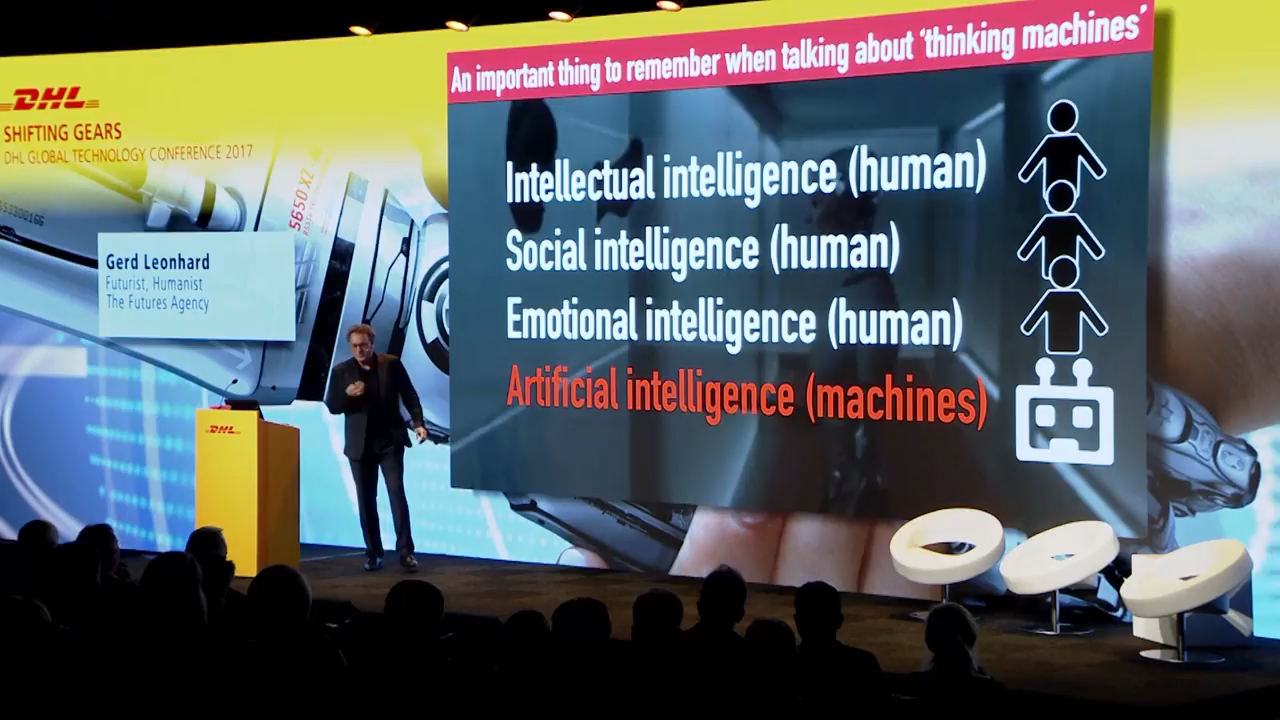 DHL
SHIFTING GEARS
DHL GLOBAL TECHNOLOGY CONFERENCE 2017
5650 XZ
Gerd Leonhard
Futurist, Humanist
The Futures Agency
DHL
An important thing to remember when talking about ‘thinking machines’
Intellectual intelligence (human)
Social intelligence (human)
Emotional intelligence (human)
Artificial intelligence (machines)